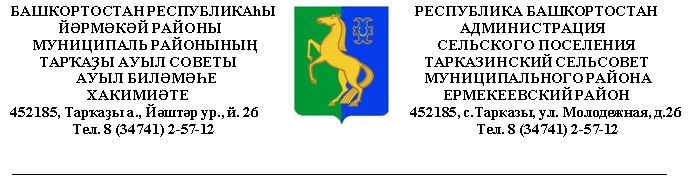 БАШКОРТОСТАН РЕСПУБЛИКАҺЫ
ЙӘРМӘКӘЙ РАЙОНЫ
МУНИЦИПАЛЬ РАЙОНЫНЫҢ
ТАРҠАҘЫ АУЫЛ СОВЕТЫ
АУЫЛ БИЛӘМӘҺЕ
ХАКИМИӘТЕ
452185, Тарҡаҙы а., Йәштәр ур., й. 2б
Тел. 8 (34741) 2-57-12
РЕСПУБЛИКА БАШКОРТОСТАН
АДМИНИСТРАЦИЯ
СЕЛЬСКОГО ПОСЕЛЕНИЯ
ТАРКАЗИНСКИЙ СЕЛЬСОВЕТ
МУНИЦИПАЛЬНОГО РАЙОНА
ЕРМЕКЕЕВСКИЙ РАЙОН
452185, с.Тарказы, ул. Молодежная, д.2б
Тел. 8 (34741) 2-57-12